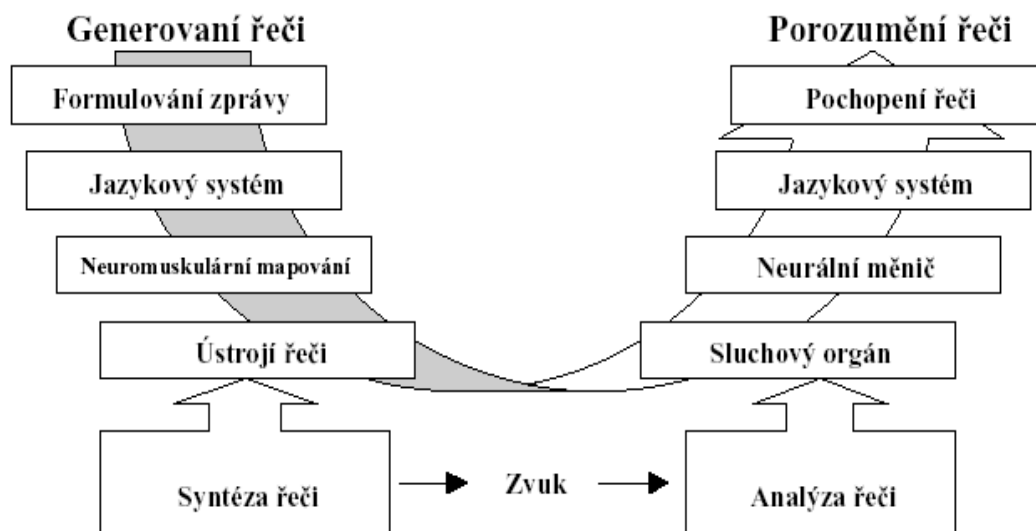 Generovaní řeči
Porozumění řeči
Formulování zprávy
Pochopení řeči
Jazykový systém
Jazykový systém
Neuromuskulární mapování
Neurální měnič
Ústrojí řeči
Sluchový orgán
Syntéza řeči
Zvuk
Analýza řeči